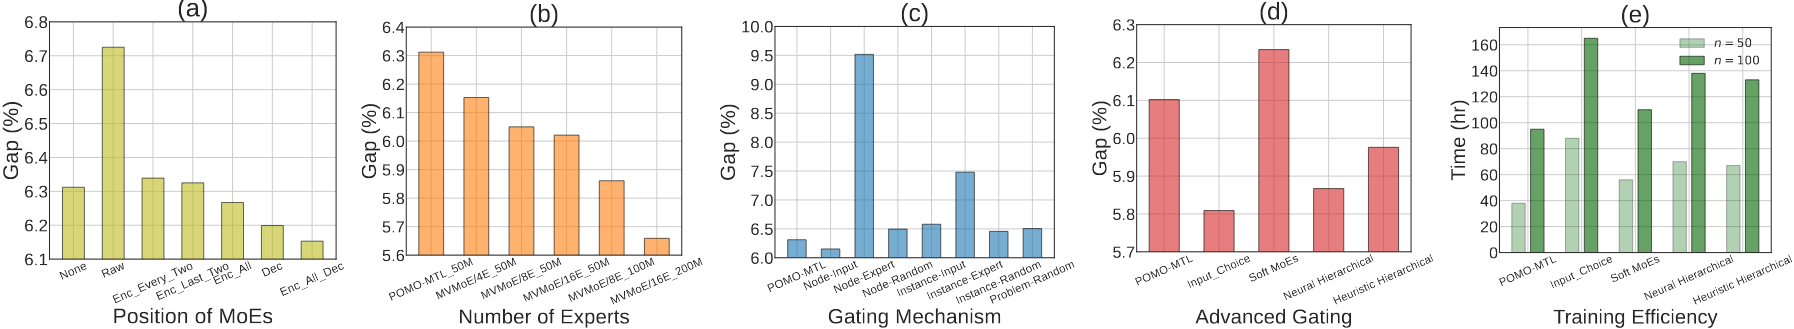 (a)
6.8
6.7
6.6
6.5
6.4
6.3
6.2
6.1
Gap (%)
None
Raw
Enc_Every_Two
Enc_Last_Two
Enc_All
Dec
Enc_All_Dec
Position of MoEs
(b)
6.4
6.3
6.2
6.1
6.0
5.9
5.8
5.7
5.6
Gap (%)
POMO-MTL_50M
MVMoE/4E_50M
MVMoE/8E_50M
MVMoE/16E_50M
MVMoE/8E_100M
MVMoE/16E_200M
Number of Experts
(c)
10.0
9.5
9.0
8.5
8.0
7.5
7.0
6.5
6.0
Gap (%)
POMO-MTL
Node-Input
Node-Expert
Node-Random
Instance-Input
Instance-Expert
Instance-Random
Problem-Random
Gating Mechanism
(d)
6.3
6.2
6.1
6.0
5.9
5.8
5.7
Gap (%)
POMO-MTL
Input_Choice
Soft MoEs
Neural Hierarchical
Heuristic Hierarchical
Advanced Gating
(e)
160
140
120
100
80
60
40
20
0
Time (hr)
n = 50
n = 100
POMO-MTL
Input_Choice
Soft MoEs
Neural Hierarchical
Heuristic Hierarchical
Training Efficiency